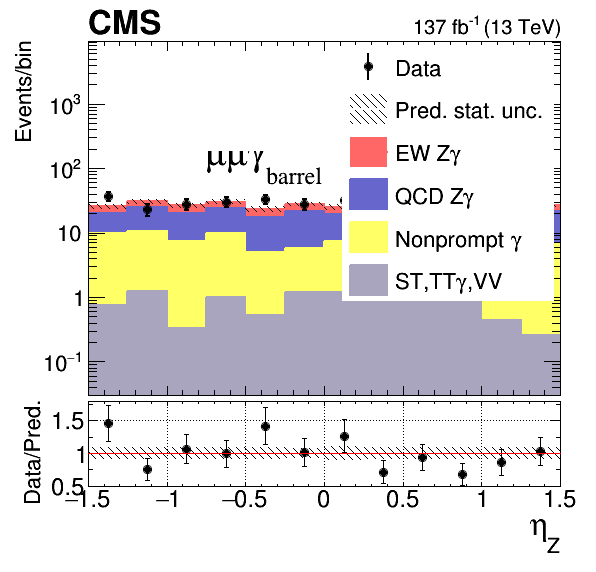 CMS 137 fb⁻¹ (13 TeV)
Events/bin
10³
10²
10
1
10⁻¹
Data
Pred. stat. unc.
EW Zγ
QCD Zγ
Nonprompt γ
ST,TTγ,VV
μμγ_barrel
Data/Pred.
1.5
1
0.5
−1.5 −1 −0.5 0 0.5 1 1.5
η_Z